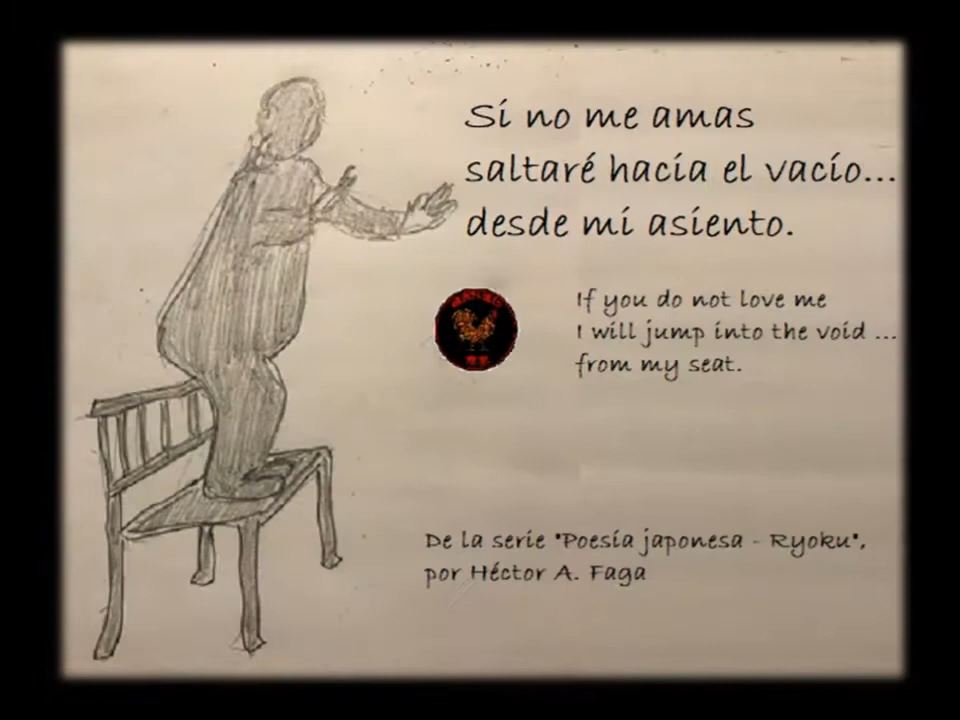 Si no me amas
saltaré hacia el vacío...
desde mi asiento.
If you do not love me
I will jump into the void ...
from my seat.
De la serie "Poesía japonesa - Ryoku",
por Héctor A. Faga